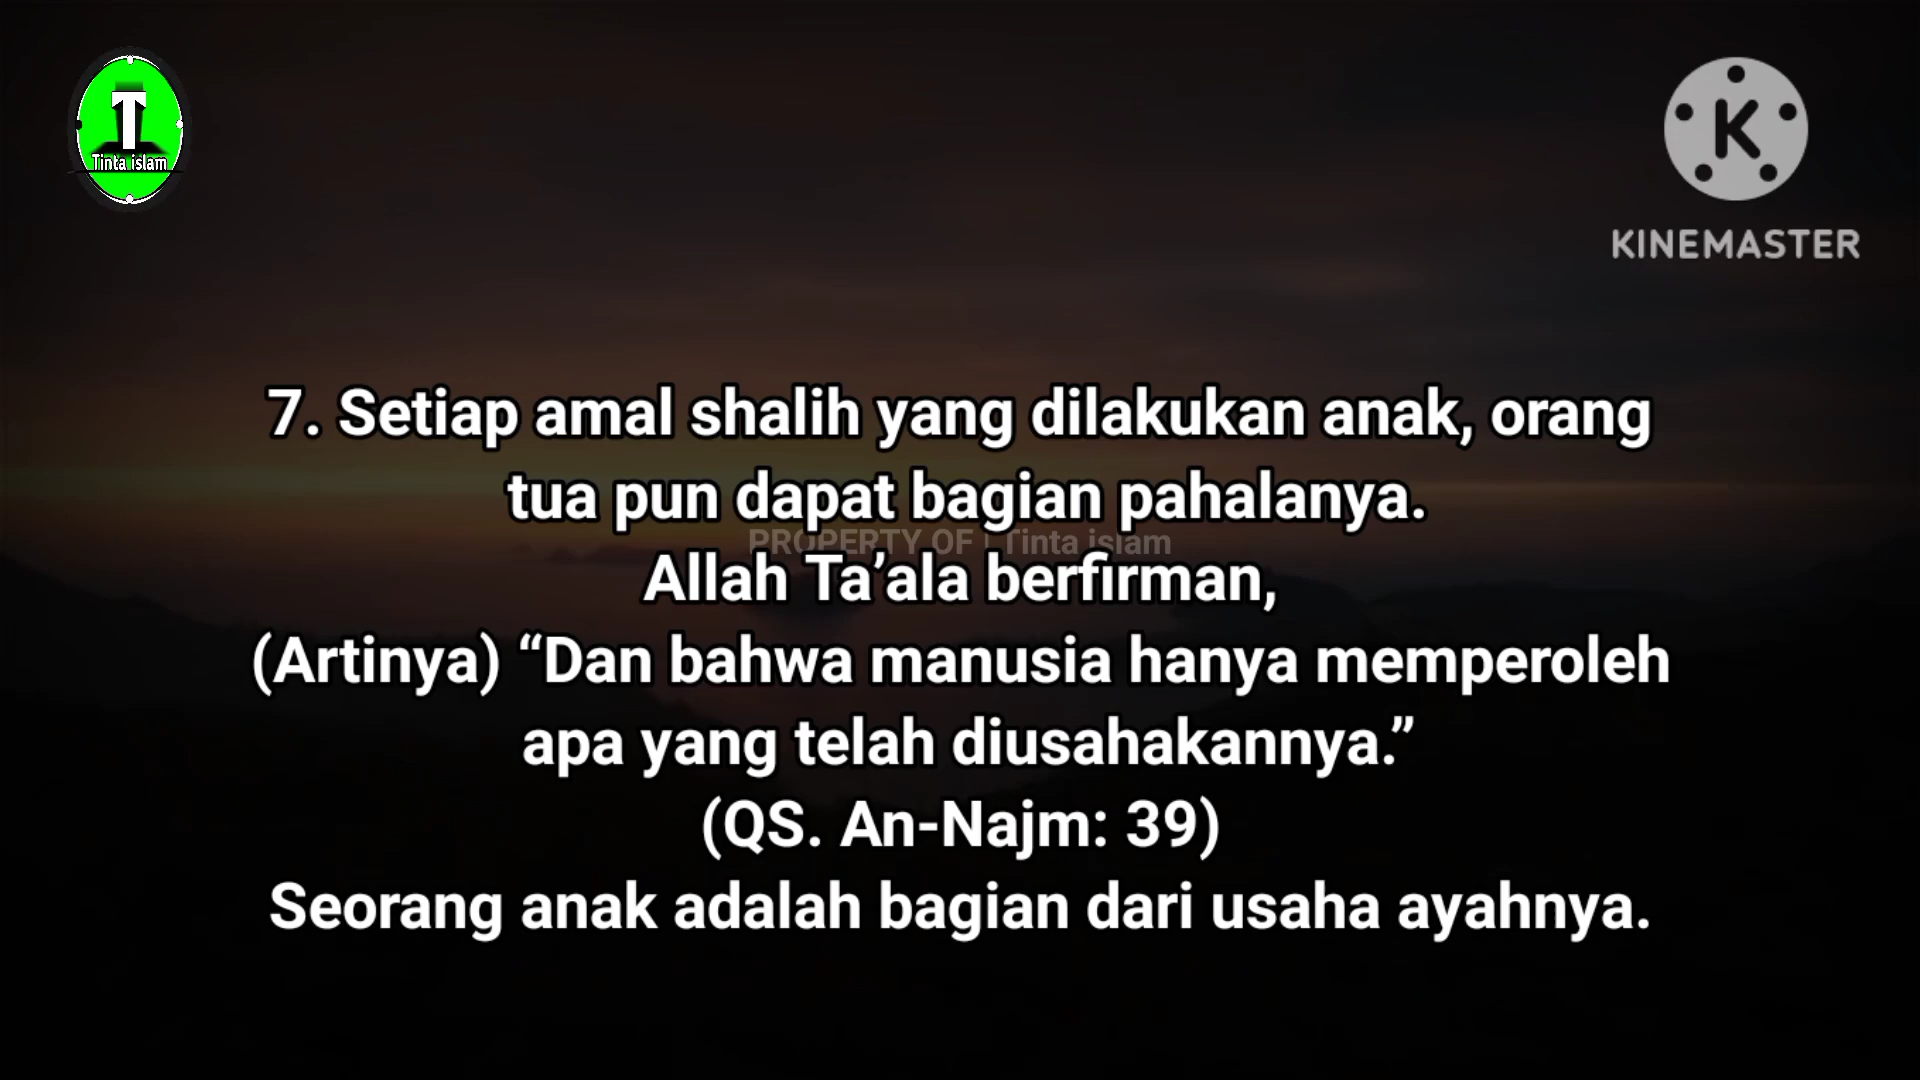 T
Tinta islam
K
KINEMASTER
7. Setiap amal shalih yang dilakukan anak, orang
tua pun dapat bagian pahalanya.
PROPERTY OF | Tinta islam
Allah Ta’ala berfirman,
(Artinya) “Dan bahwa manusia hanya memperoleh
apa yang telah diusahakannya.”
(QS. An-Najm: 39)
Seorang anak adalah bagian dari usaha ayahnya.